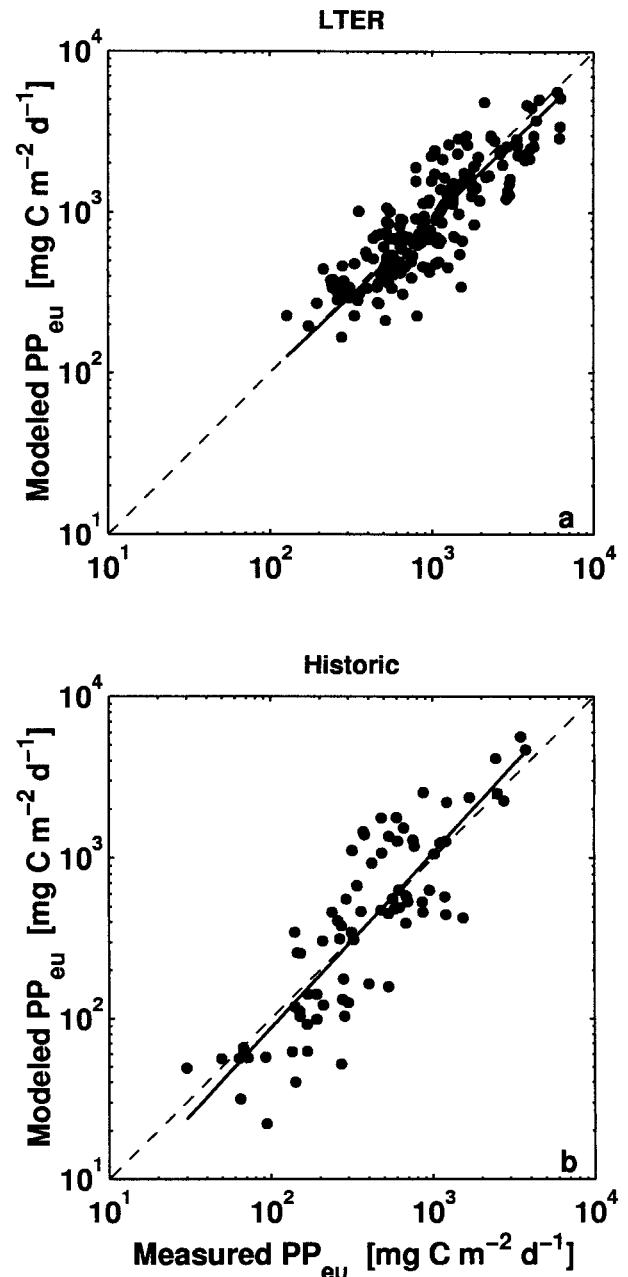 LTER
10^4
10^3
10^2
10^1
Modeled PP_eu [mg C m^−2 d^−1]
a
10^1 10^2 10^3 10^4
Historic
10^4
10^3
10^2
10^1
Modeled PP_eu [mg C m^−2 d^−1]
b
10^1 10^2 10^3 10^4
Measured PP_eu [mg C m^−2 d^−1]